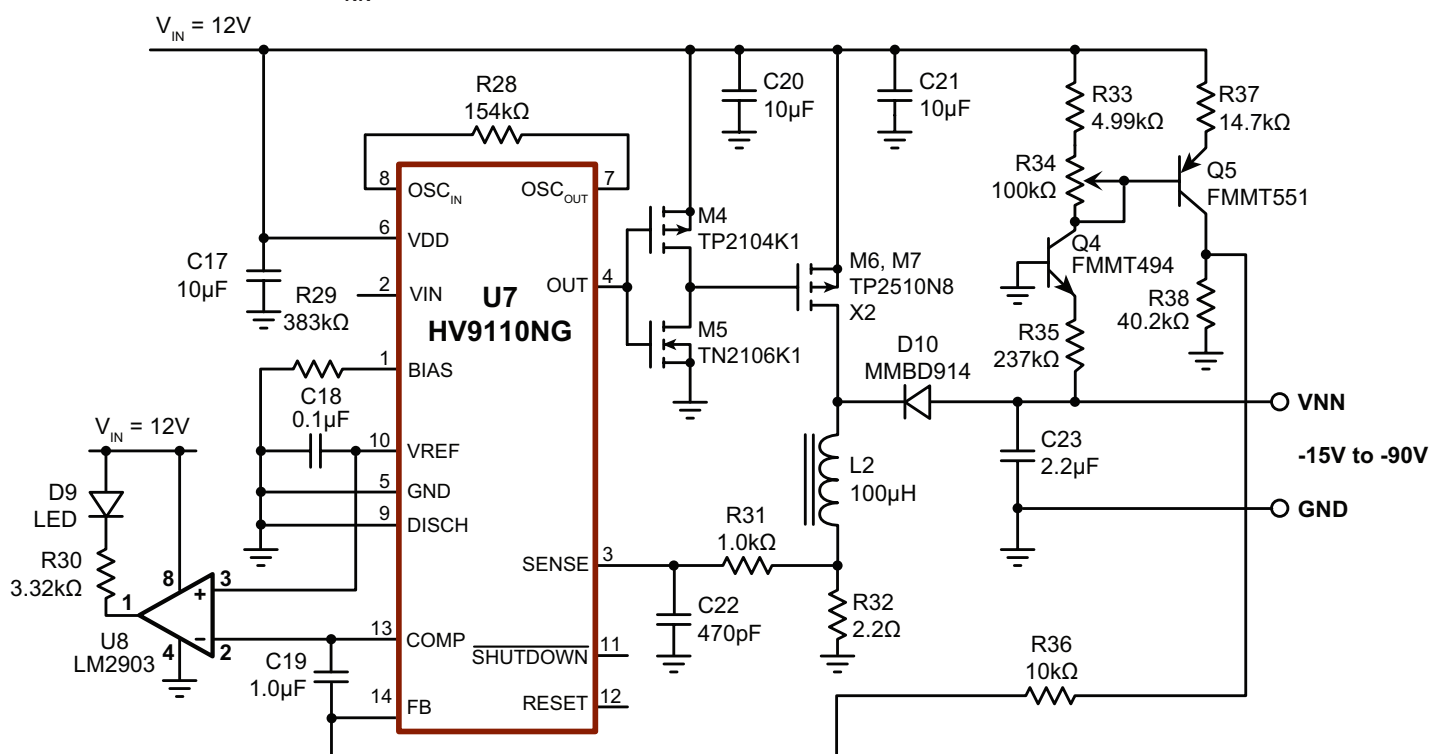 NN
V_IN = 12V
R28
154kΩ
C20
10µF
C21
10µF
R33
4.99kΩ
R37
14.7kΩ
R34
100kΩ
Q5
FMMT551
8
OSC_IN
OSC_OUT
7
6
VDD
M4
TP2104K1
Q4
FMMT494
C17
10µF
2
VIN
OUT
4
M6, M7
TP2510N8
X2
R29
383kΩ
U7
HV9110NG
R38
40.2kΩ
M5
TN2106K1
R35
237kΩ
1
BIAS
D10
MMBD914
C18
0.1µF
VNN
V_IN = 12V
10
VREF
C23
2.2µF
-15V to -90V
L2
100µH
D9
LED
5
GND
GND
9
DISCH
R31
1.0kΩ
R30
3.32kΩ
SENSE
3
8
3
+
1
C22
470pF
R32
2.2Ω
U8
LM2903
–
4
2
13
COMP
SHUTDOWN
11
R36
10kΩ
C19
1.0µF
14
FB
RESET
12